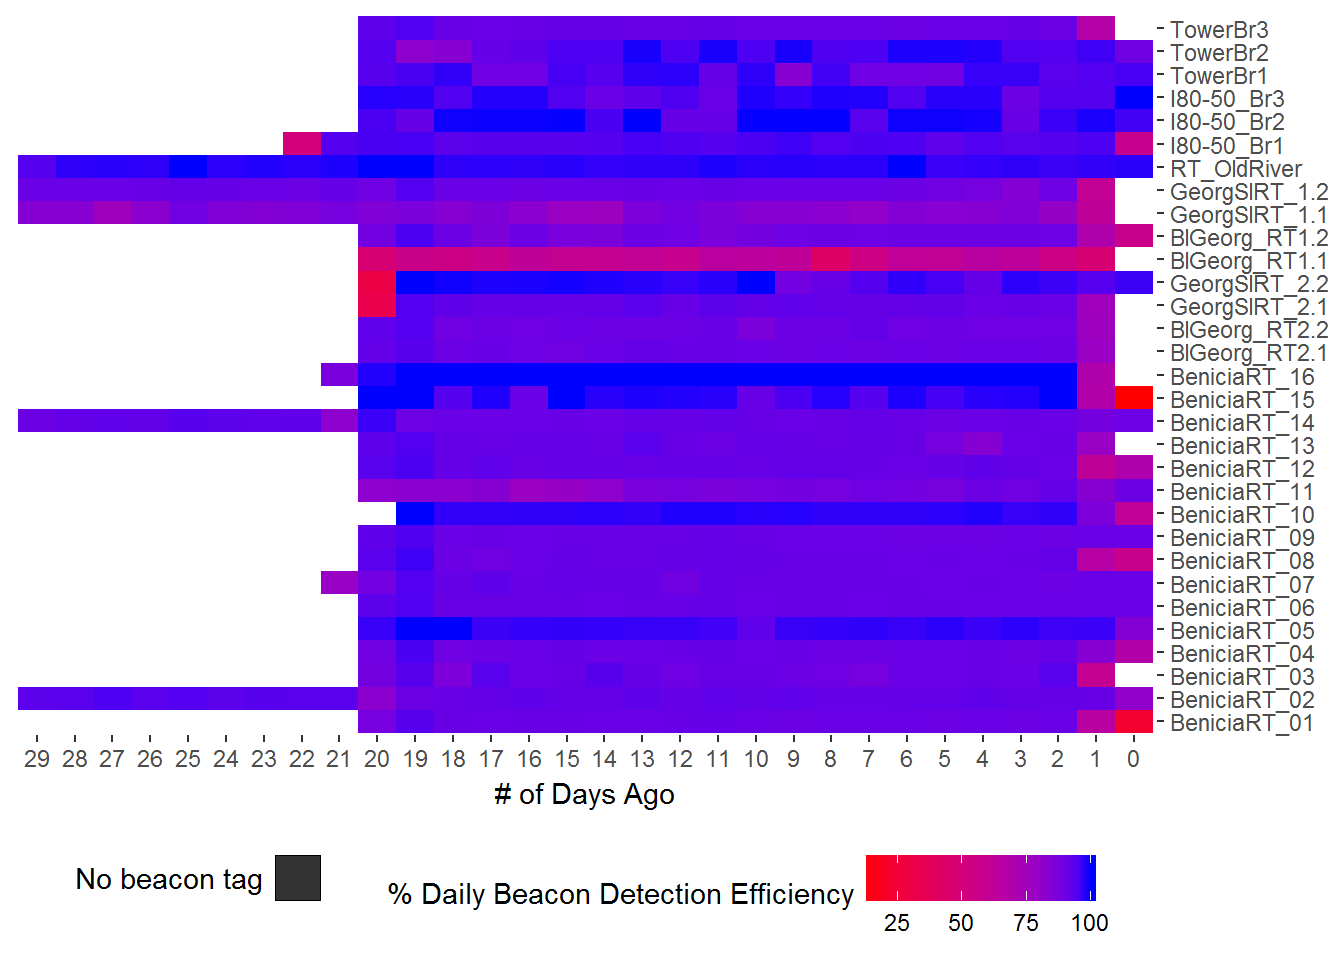 TowerBr3
TowerBr2
TowerBr1
I80-50_Br3
I80-50_Br2
I80-50_Br1
RT_OldRiver
GeorgSlRT_1.2
GeorgSlRT_1.1
BlGeorg_RT1.2
BlGeorg_RT1.1
GeorgSlRT_2.2
GeorgSlRT_2.1
BlGeorg_RT2.2
BlGeorg_RT2.1
BeniciaRT_16
BeniciaRT_15
BeniciaRT_14
BeniciaRT_13
BeniciaRT_12
BeniciaRT_11
BeniciaRT_10
BeniciaRT_09
BeniciaRT_08
BeniciaRT_07
BeniciaRT_06
BeniciaRT_05
BeniciaRT_04
BeniciaRT_03
BeniciaRT_02
BeniciaRT_01
29 28 27 26 25 24 23 22 21 20 19 18 17 16 15 14 13 12 11 10 9 8 7 6 5 4 3 2 1 0
# of Days Ago
No beacon tag
% Daily Beacon Detection Efficiency
25 50 75 100